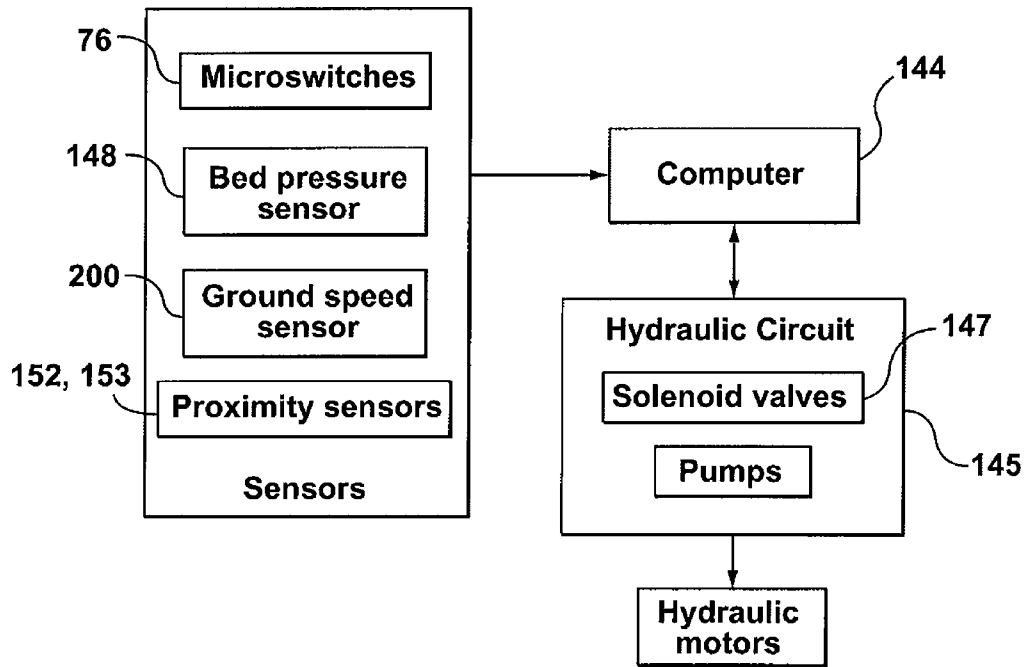 76
Microswitches
148
Bed pressure
sensor
200
Ground speed
sensor
152, 153
Proximity sensors
Sensors
144
Computer
Hydraulic Circuit
147
Solenoid valves
Pumps
145
Hydraulic
motors